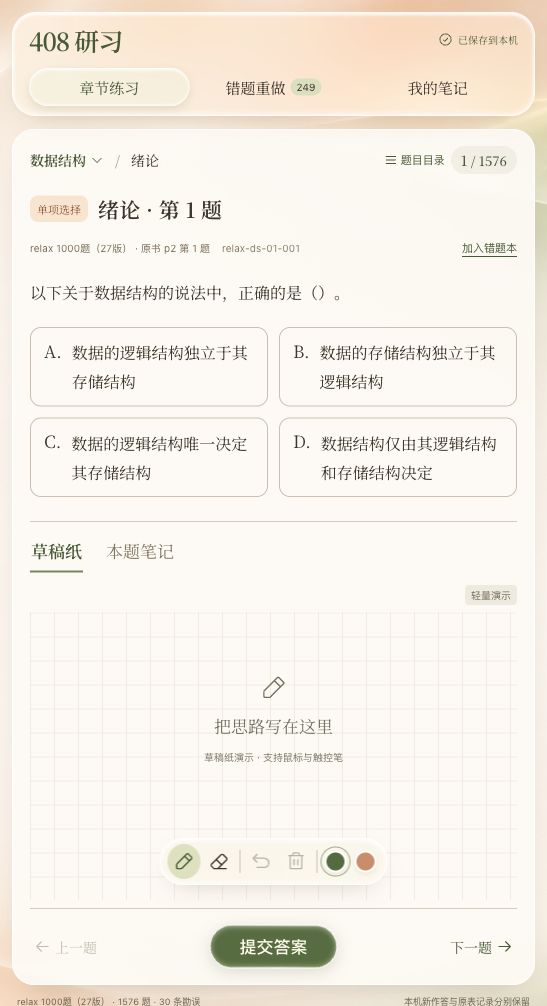 408 研习
已保存到本机
章节练习
错题重做 249
我的笔记
数据结构 / 绪论
题目目录
1 / 1576
单项选择
绪论 · 第 1 题
relax 1000题（27版） · 原书 p2 第 1 题 relax-ds-01-001
加入错题本
以下关于数据结构的说法中，正确的是（）。
A. 数据的逻辑结构独立于其
存储结构
B. 数据的存储结构独立于其
逻辑结构
C. 数据的逻辑结构唯一决定
其存储结构
D. 数据结构仅由其逻辑结构
和存储结构决定
草稿纸
本题笔记
轻量演示
把思路写在这里
草稿纸演示 · 支持鼠标与触控笔
← 上一题
提交答案
下一题 →
relax 1000题（27版） · 1576 题 · 30 条勘误
本机新作答与原表记录分别保留